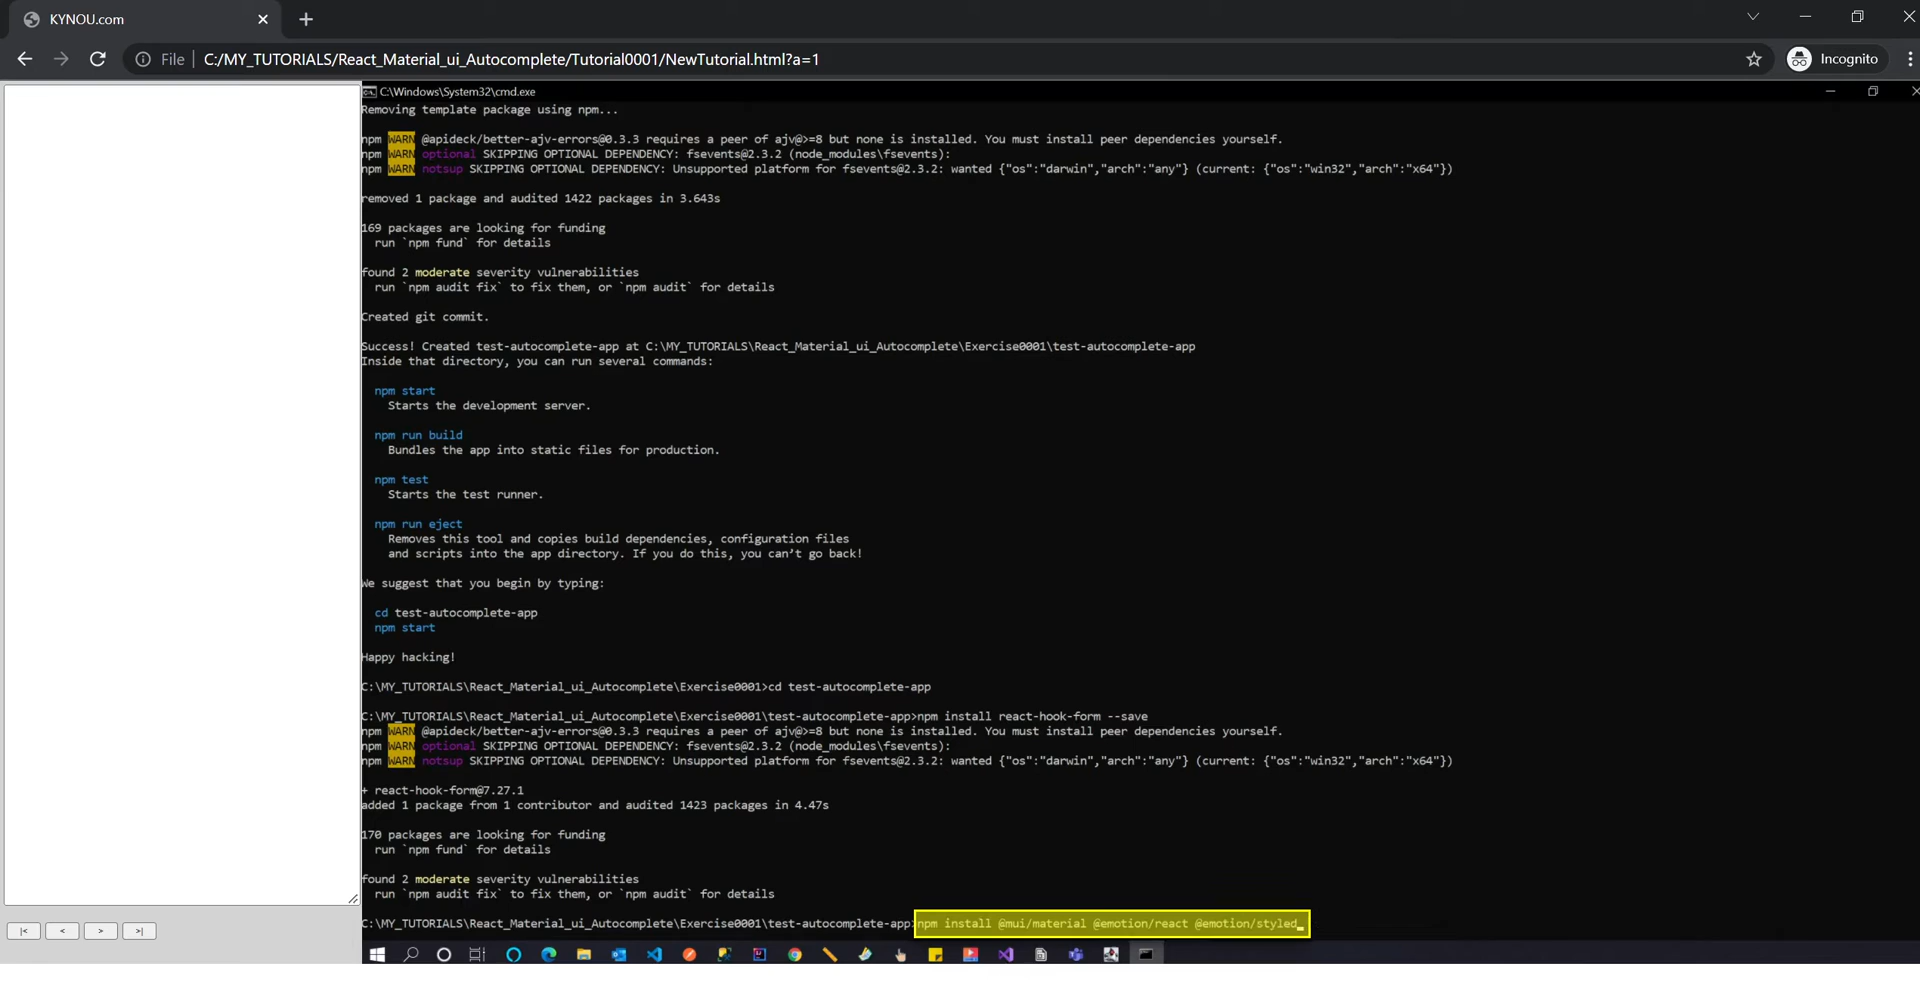 KYNOU.com
File
C:/MY_TUTORIALS/React_Material_ui_Autocomplete/Tutorial0001/NewTutorial.html?a=1
Incognito
C:\Windows\System32\cmd.exe
Removing template package using npm...
npm WARN @apideck/better-ajv-errors@0.3.3 requires a peer of ajv@>=8 but none is installed. You must install peer dependencies yourself.
npm WARN optional SKIPPING OPTIONAL DEPENDENCY: fsevents@2.3.2 (node_modules\fsevents):
npm WARN notsup SKIPPING OPTIONAL DEPENDENCY: Unsupported platform for fsevents@2.3.2: wanted {"os":"darwin","arch":"any"} (current: {"os":"win32","arch":"x64"})
removed 1 package and audited 1422 packages in 3.643s
169 packages are looking for funding
run `npm fund` for details
found 2 moderate severity vulnerabilities
run `npm audit fix` to fix them, or `npm audit` for details
Created git commit.
Success! Created test-autocomplete-app at C:\MY_TUTORIALS\React_Material_ui_Autocomplete\Exercise0001\test-autocomplete-app
Inside that directory, you can run several commands:
npm start
Starts the development server.
npm run build
Bundles the app into static files for production.
npm test
Starts the test runner.
npm run eject
Removes this tool and copies build dependencies, configuration files
and scripts into the app directory. If you do this, you can't go back!
We suggest that you begin by typing:
cd test-autocomplete-app
npm start
Happy hacking!
C:\MY_TUTORIALS\React_Material_ui_Autocomplete\Exercise0001>cd test-autocomplete-app
C:\MY_TUTORIALS\React_Material_ui_Autocomplete\Exercise0001\test-autocomplete-app>npm install react-hook-form --save
npm WARN @apideck/better-ajv-errors@0.3.3 requires a peer of ajv@>=8 but none is installed. You must install peer dependencies yourself.
npm WARN optional SKIPPING OPTIONAL DEPENDENCY: fsevents@2.3.2 (node_modules\fsevents):
npm WARN notsup SKIPPING OPTIONAL DEPENDENCY: Unsupported platform for fsevents@2.3.2: wanted {"os":"darwin","arch":"any"} (current: {"os":"win32","arch":"x64"})
+ react-hook-form@7.27.1
added 1 package from 1 contributor and audited 1423 packages in 4.47s
170 packages are looking for funding
run `npm fund` for details
found 2 moderate severity vulnerabilities
run `npm audit fix` to fix them, or `npm audit` for details
C:\MY_TUTORIALS\React_Material_ui_Autocomplete\Exercise0001\test-autocomplete-app>npm install @mui/material @emotion/react @emotion/styled_
|< < > >|